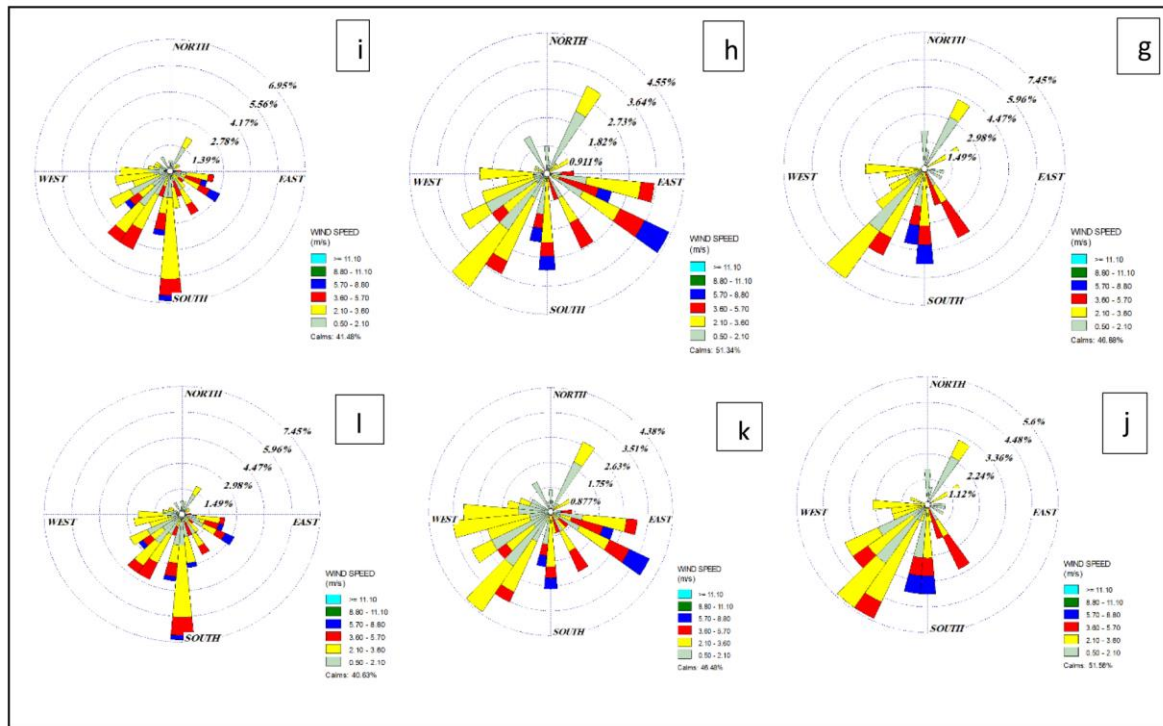 i
NORTH
6.95%
5.56%
4.17%
2.78%
1.39%
WEST
EAST
SOUTH
WIND SPEED
(m/s)
>= 11.10
8.80 - 11.10
5.70 - 8.80
3.60 - 5.70
2.10 - 3.60
0.50 - 2.10
Calms: 41.48%
h
NORTH
4.55%
3.64%
2.73%
1.82%
0.911%
WEST
EAST
SOUTH
WIND SPEED
(m/s)
>= 11.10
8.80 - 11.10
5.70 - 8.80
3.60 - 5.70
2.10 - 3.60
0.50 - 2.10
Calms: 51.34%
g
NORTH
7.45%
5.96%
4.47%
2.98%
1.49%
WEST
EAST
SOUTH
WIND SPEED
(m/s)
>= 11.10
8.80 - 11.10
5.70 - 8.80
3.60 - 5.70
2.10 - 3.60
0.50 - 2.10
Calms: 46.88%
l
NORTH
7.45%
5.96%
4.47%
2.98%
1.49%
WEST
EAST
SOUTH
WIND SPEED
(m/s)
>= 11.10
8.80 - 11.10
5.70 - 8.80
3.60 - 5.70
2.10 - 3.60
0.50 - 2.10
Calms: 40.63%
k
NORTH
4.38%
3.51%
2.63%
1.75%
0.877%
WEST
EAST
SOUTH
WIND SPEED
(m/s)
>= 11.10
8.80 - 11.10
5.70 - 8.80
3.60 - 5.70
2.10 - 3.60
0.50 - 2.10
Calms: 46.48%
j
NORTH
5.6%
4.48%
3.36%
2.24%
1.12%
WEST
EAST
SOUTH
WIND SPEED
(m/s)
>= 11.10
8.80 - 11.10
5.70 - 8.80
3.60 - 5.70
2.10 - 3.60
0.50 - 2.10
Calms: 51.56%